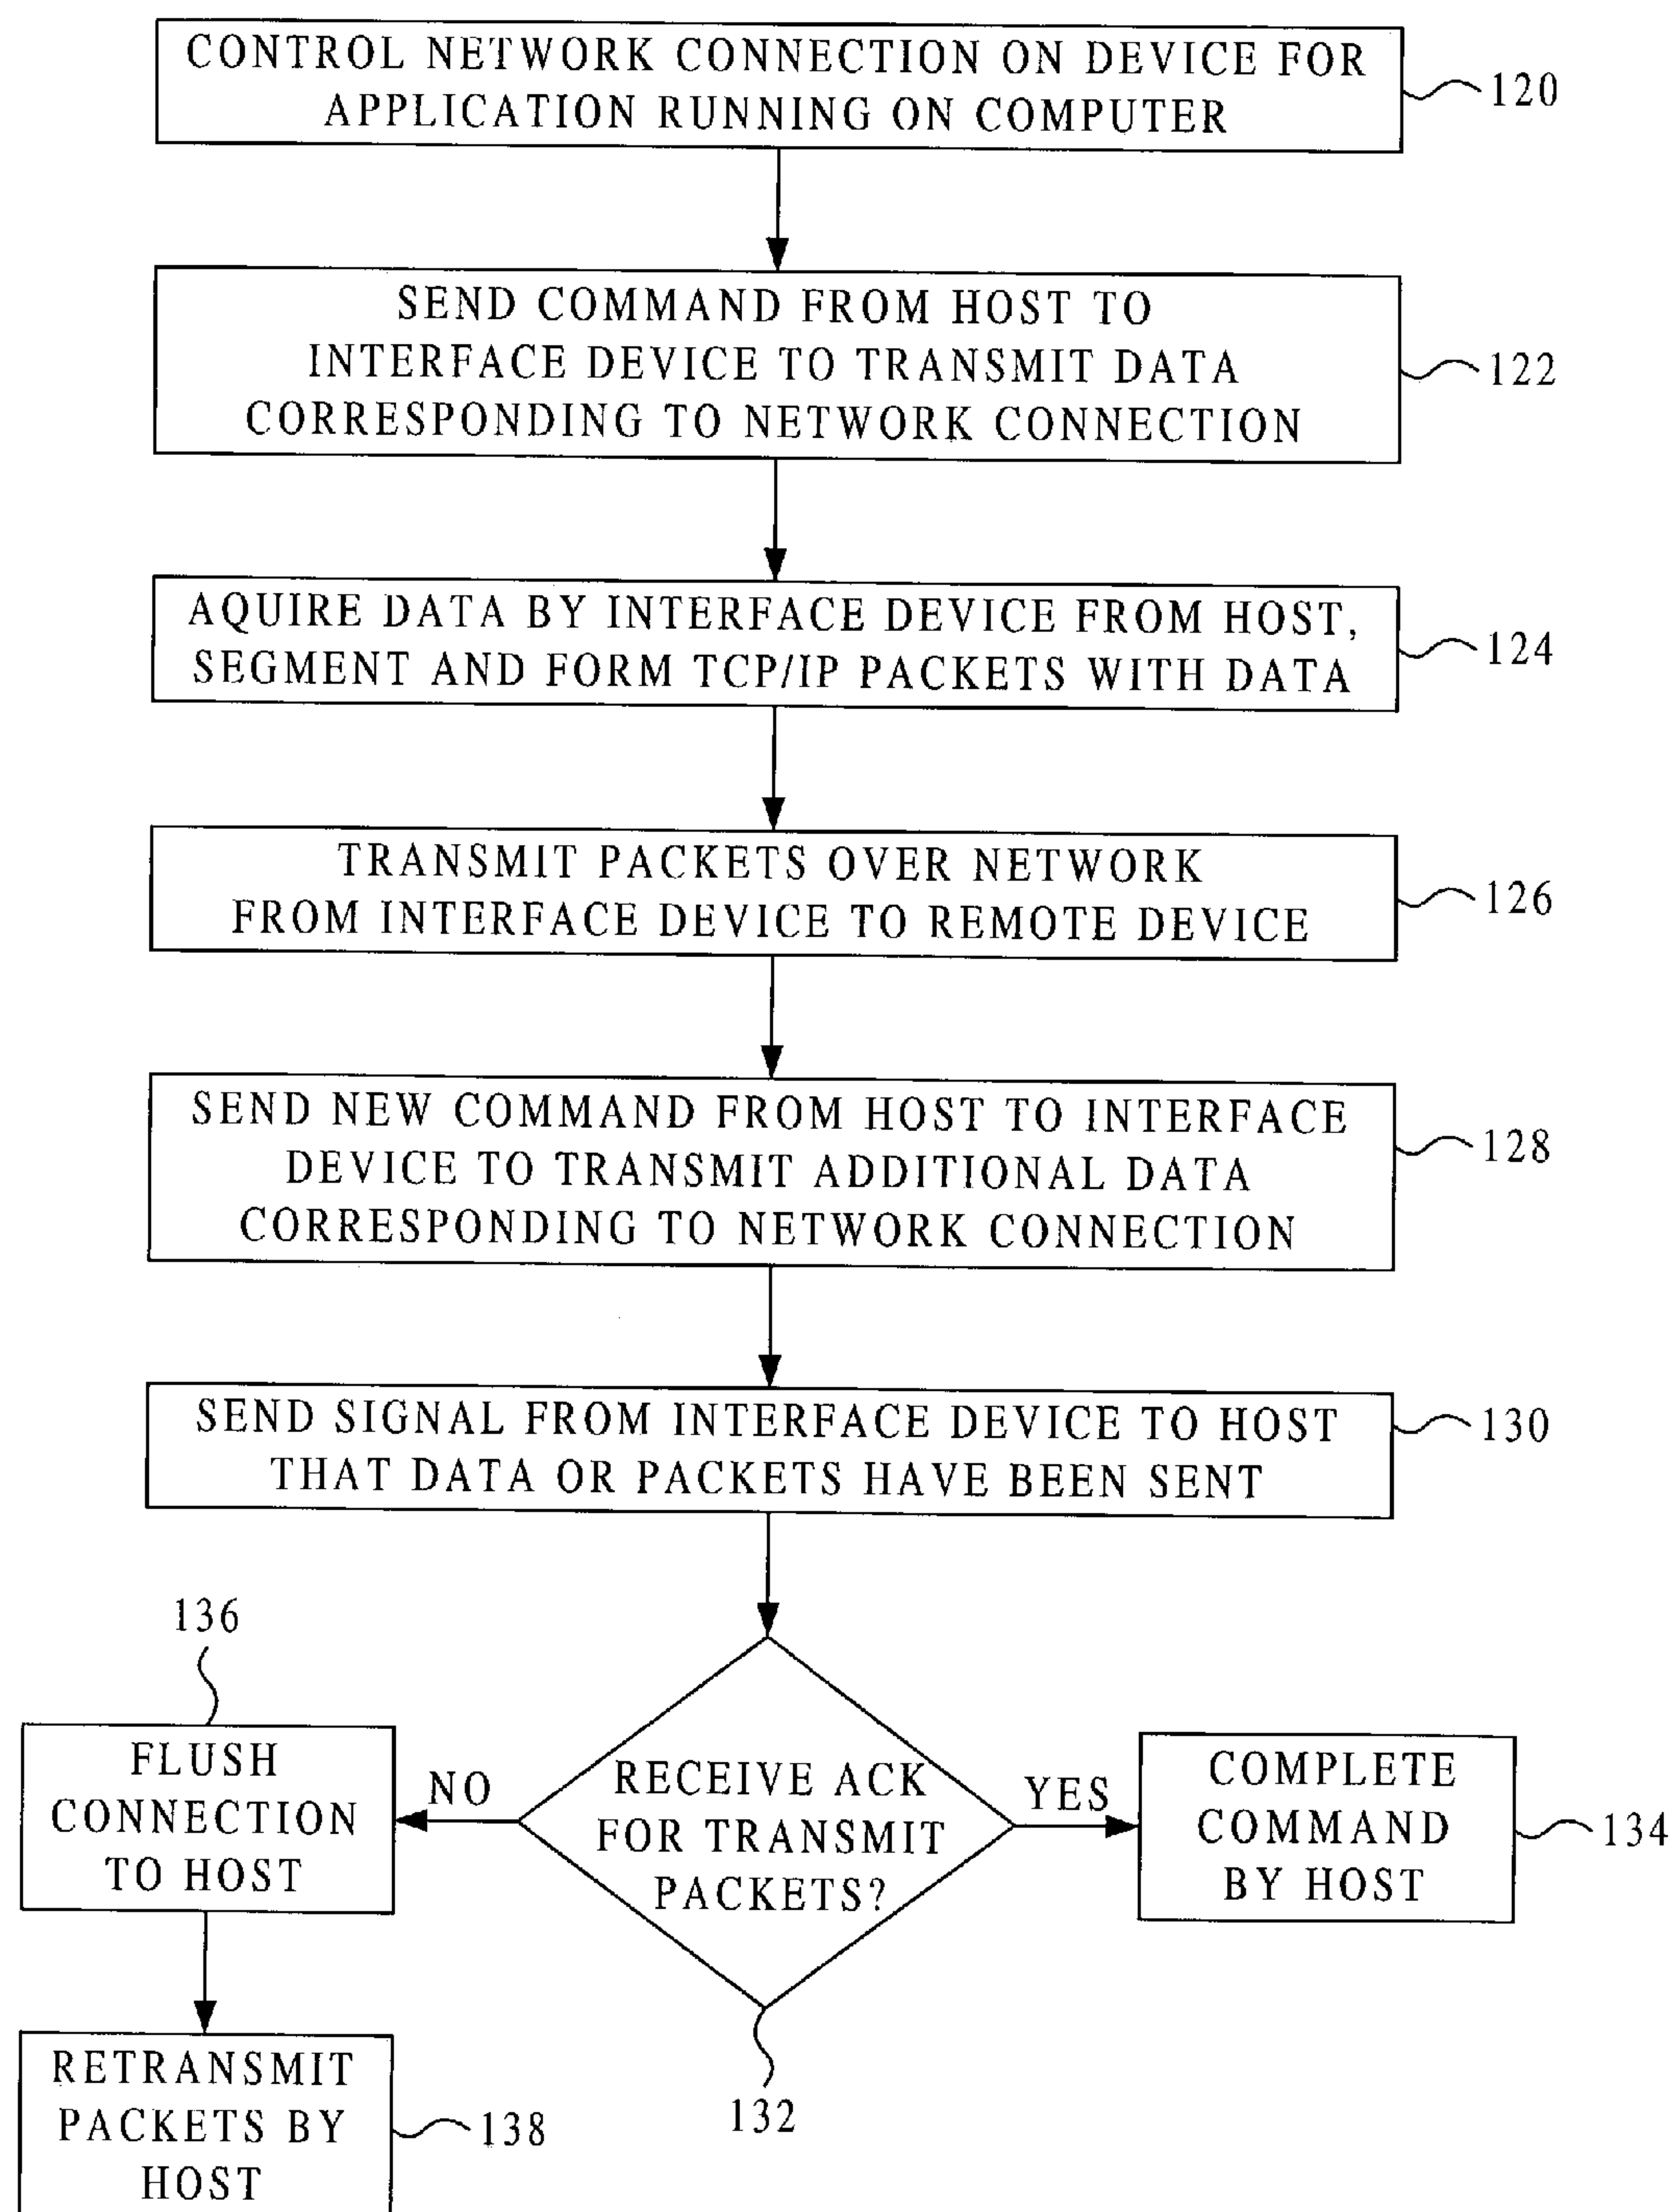 CONTROL NETWORK CONNECTION ON DEVICE FOR
APPLICATION RUNNING ON COMPUTER
120
SEND COMMAND FROM HOST TO
INTERFACE DEVICE TO TRANSMIT DATA
CORRESPONDING TO NETWORK CONNECTION
122
AQUIRE DATA BY INTERFACE DEVICE FROM HOST,
SEGMENT AND FORM TCP/IP PACKETS WITH DATA
124
TRANSMIT PACKETS OVER NETWORK
FROM INTERFACE DEVICE TO REMOTE DEVICE
126
SEND NEW COMMAND FROM HOST TO INTERFACE
DEVICE TO TRANSMIT ADDITIONAL DATA
CORRESPONDING TO NETWORK CONNECTION
128
SEND SIGNAL FROM INTERFACE DEVICE TO HOST
THAT DATA OR PACKETS HAVE BEEN SENT
130
136
FLUSH
CONNECTION
TO HOST
NO
RECEIVE ACK
FOR TRANSMIT
PACKETS?
YES
COMPLETE
COMMAND
BY HOST
134
132
RETRANSMIT
PACKETS BY
HOST
138